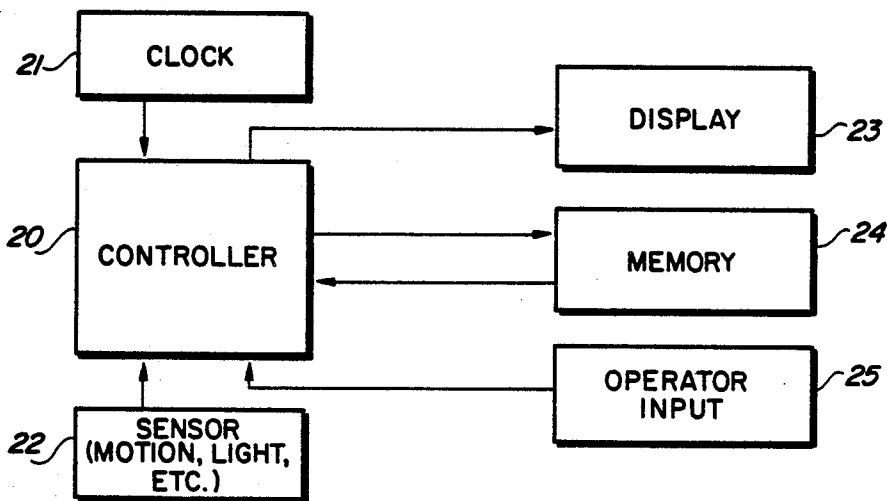 21
CLOCK
DISPLAY
23
20
CONTROLLER
MEMORY
24
OPERATOR
INPUT
25
22
SENSOR
(MOTION, LIGHT,
ETC.)